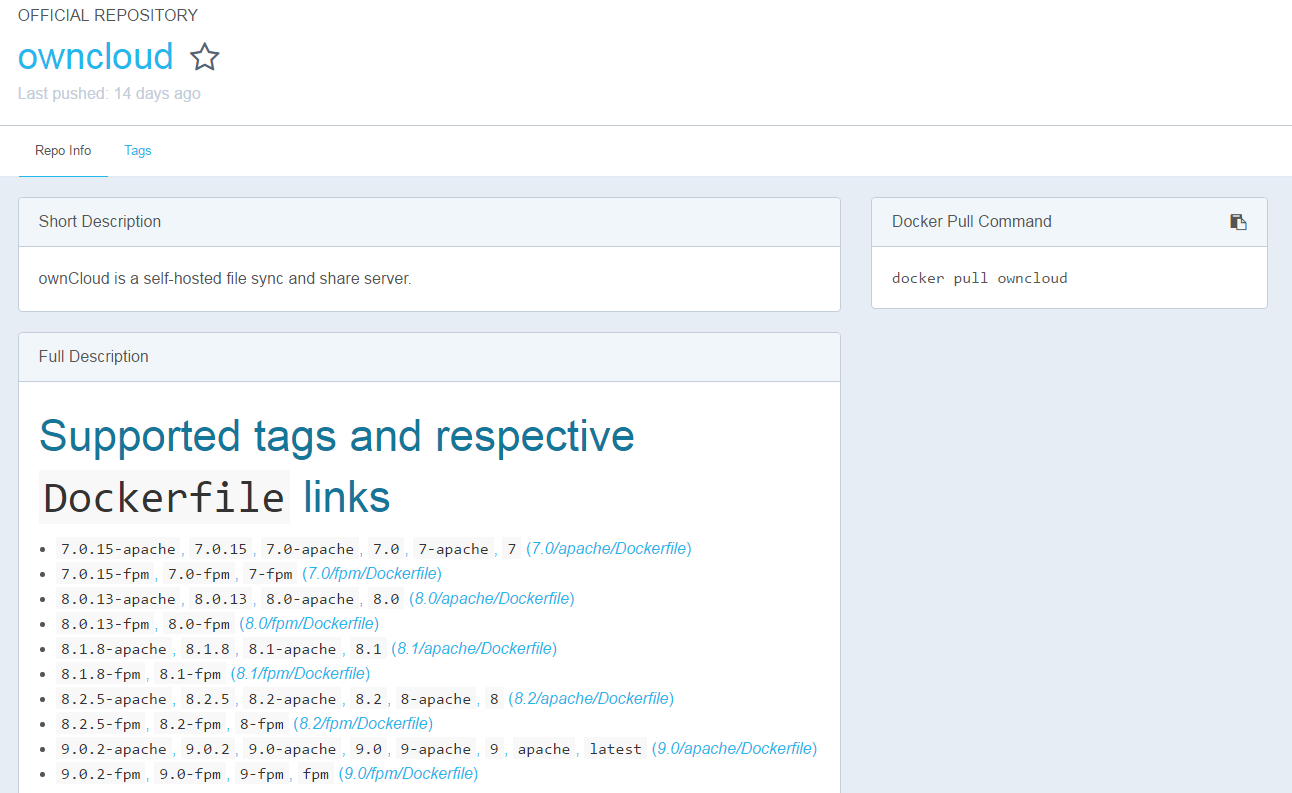 OFFICIAL REPOSITORY
owncloud
Last pushed: 14 days ago
Repo Info Tags
Short Description
ownCloud is a self-hosted file sync and share server.
Docker Pull Command
docker pull owncloud
Full Description
Supported tags and respective
Dockerfile links
7.0.15-apache , 7.0.15 , 7.0-apache , 7.0 , 7-apache , 7 (7.0/apache/Dockerfile)
7.0.15-fpm , 7.0-fpm , 7-fpm (7.0/fpm/Dockerfile)
8.0.13-apache , 8.0.13 , 8.0-apache , 8.0 (8.0/apache/Dockerfile)
8.0.13-fpm , 8.0-fpm (8.0/fpm/Dockerfile)
8.1.8-apache , 8.1.8 , 8.1-apache , 8.1 (8.1/apache/Dockerfile)
8.1.8-fpm , 8.1-fpm (8.1/fpm/Dockerfile)
8.2.5-apache , 8.2.5 , 8.2-apache , 8.2 , 8-apache , 8 (8.2/apache/Dockerfile)
8.2.5-fpm , 8.2-fpm , 8-fpm (8.2/fpm/Dockerfile)
9.0.2-apache , 9.0.2 , 9.0-apache , 9.0 , 9-apache , 9 , apache , latest (9.0/apache/Dockerfile)
9.0.2-fpm , 9.0-fpm , 9-fpm , fpm (9.0/fpm/Dockerfile)